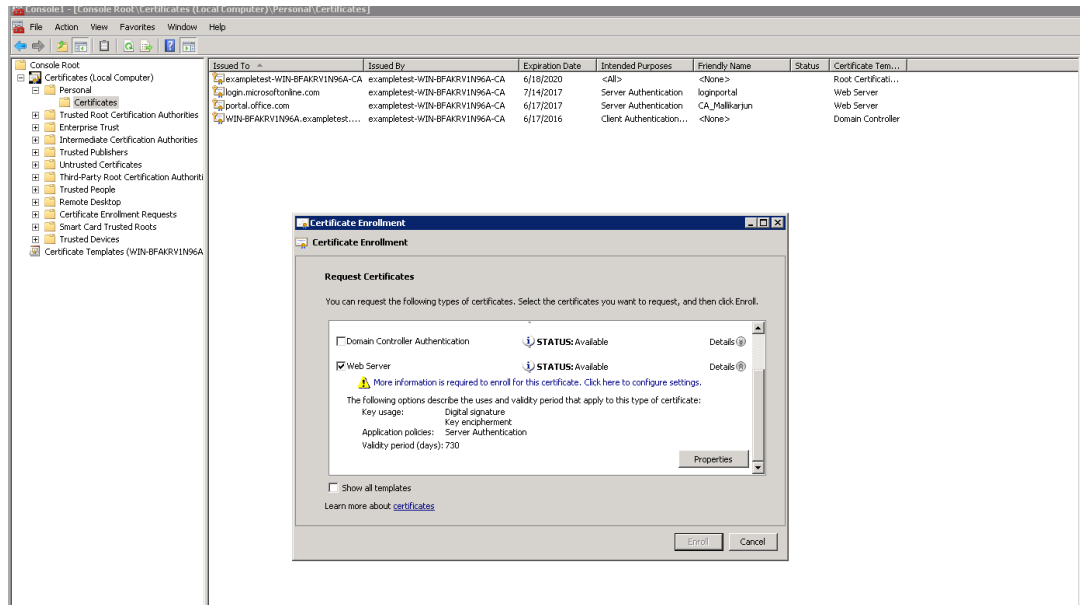 Console1 - [Console Root\Certificates (Local Computer)\Personal\Certificates]
File Action View Favorites Window Help
Console Root
Certificates (Local Computer)
Personal
Certificates
Trusted Root Certification Authorities
Enterprise Trust
Intermediate Certification Authorities
Trusted Publishers
Untrusted Certificates
Third-Party Root Certification Authoriti
Trusted People
Remote Desktop
Certificate Enrollment Requests
Smart Card Trusted Roots
Trusted Devices
Certificate Templates (WIN-BFAKRV1N96A
Issued To Issued By Expiration Date Intended Purposes Friendly Name Status Certificate Tem...
exampletest-WIN-BFAKRV1N96A-CA exampletest-WIN-BFAKRV1N96A-CA 6/18/2020 <All> <None> Root Certificati...
login.microsoftonline.com exampletest-WIN-BFAKRV1N96A-CA 7/14/2017 Server Authentication loginportal Web Server
portal.office.com exampletest-WIN-BFAKRV1N96A-CA 6/17/2017 Server Authentication CA_Mallikarjun Web Server
WIN-BFAKRV1N96A.exampletest.... exampletest-WIN-BFAKRV1N96A-CA 6/17/2016 Client Authentication... <None> Domain Controller
Certificate Enrollment
Certificate Enrollment
Request Certificates
You can request the following types of certificates. Select the certificates you want to request, and then click Enroll.
Domain Controller Authentication STATUS: Available Details
Web Server STATUS: Available Details
More information is required to enroll for this certificate. Click here to configure settings.
The following options describe the uses and validity period that apply to this type of certificate:
Key usage: Digital signature
Key encipherment
Application policies: Server Authentication
Validity period (days): 730
Properties
Show all templates
Learn more about certificates
Enroll Cancel